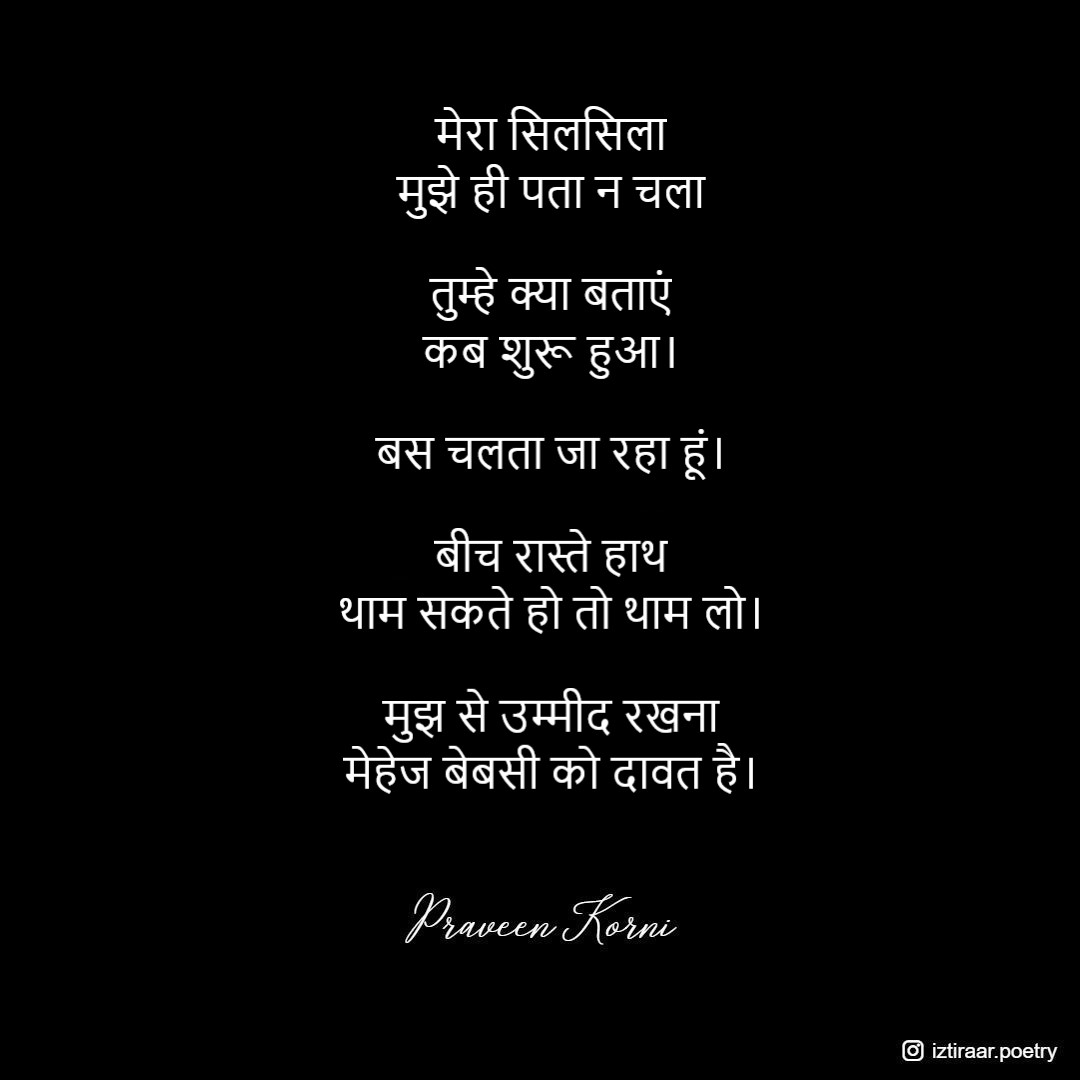 मेरा सिलसिला
मुझे ही पता न चला
तुम्हे क्या बताएं
कब शुरू हुआ।
बस चलता जा रहा हूं।
बीच रास्ते हाथ
थाम सकते हो तो थाम लो।
मुझ से उम्मीद रखना
मेहेज बेबसी को दावत है।
Praveen Korni
iztiraar.poetry